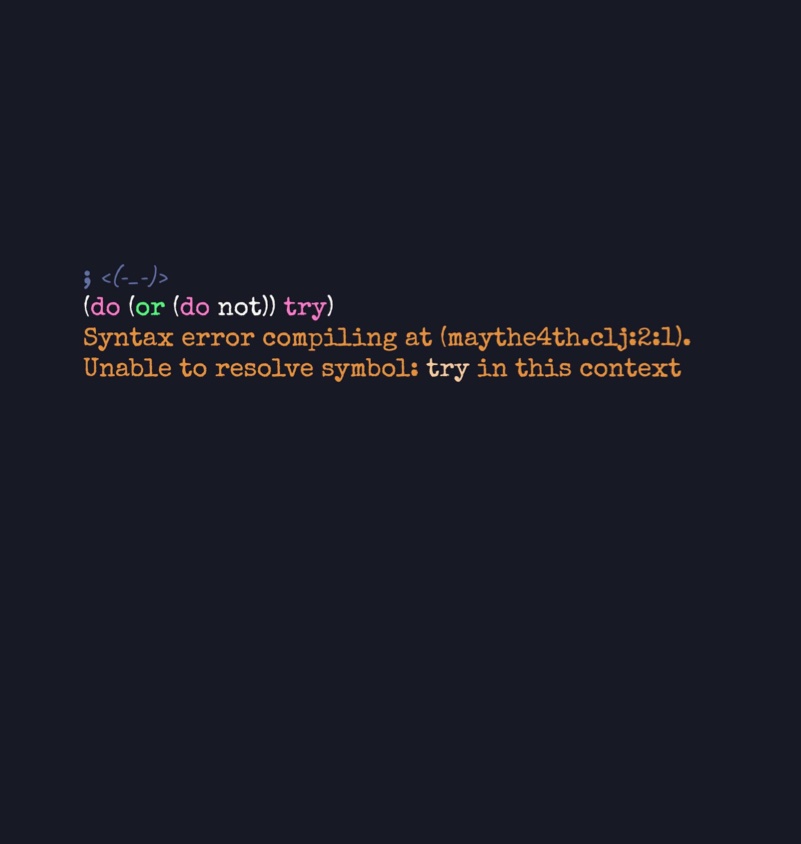 ; <(-_-)>
(do (or (do not)) try)
Syntax error compiling at (maythe4th.clj:2:1).
Unable to resolve symbol: try in this context